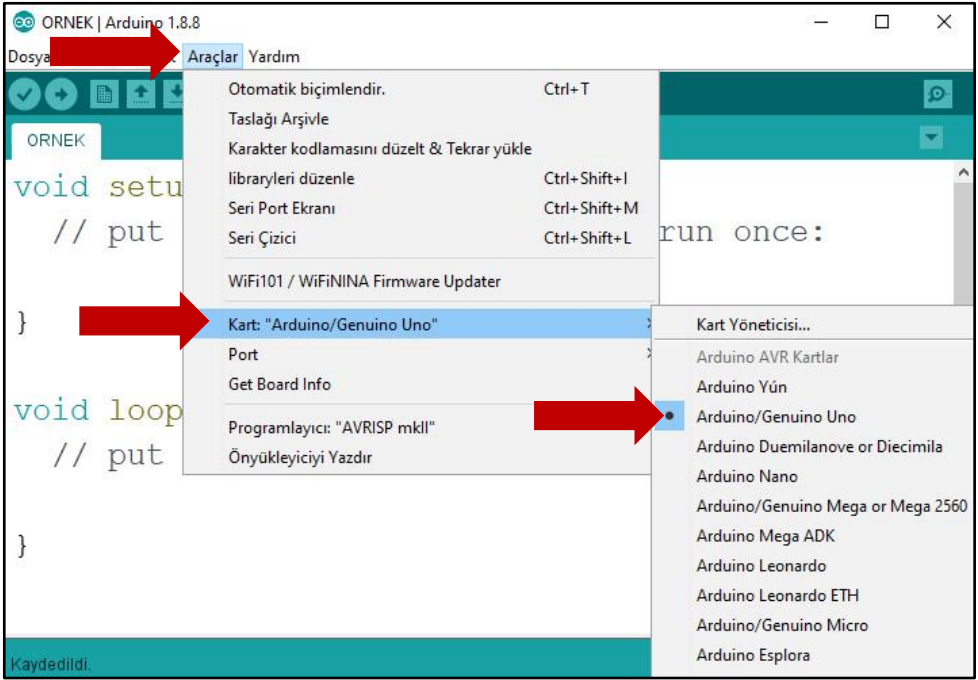 ORNEK | Arduino 1.8.8
Dosya Araçlar Yardım
ORNEK
void setu
// put run once:
}
void loop
// put
}
Otomatik biçimlendir. Ctrl+T
Taslağı Arşivle
Karakter kodlamasını düzelt & Tekrar yükle
libraryleri düzenle Ctrl+Shift+I
Seri Port Ekranı Ctrl+Shift+M
Seri Çizici Ctrl+Shift+L
WiFi101 / WiFiNINA Firmware Updater
Kart: "Arduino/Genuino Uno"
Port
Get Board Info
Programlayıcı: "AVRISP mkII"
Önyükleyiciyi Yazdır
Kart Yöneticisi...
Arduino AVR Kartlar
Arduino Yún
Arduino/Genuino Uno
Arduino Duemilanove or Diecimila
Arduino Nano
Arduino/Genuino Mega or Mega 2560
Arduino Mega ADK
Arduino Leonardo
Arduino Leonardo ETH
Arduino/Genuino Micro
Arduino Esplora
Kaydedildi.